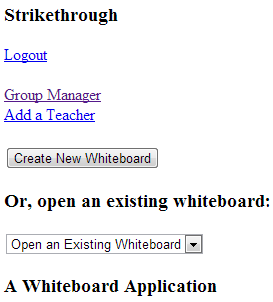 Strikethrough
Logout
Group Manager
Add a Teacher
Create New Whiteboard
Or, open an existing whiteboard:
Open an Existing Whiteboard
A Whiteboard Application